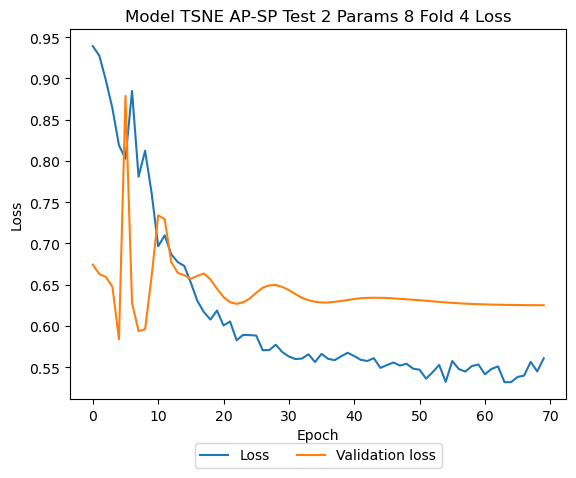 Model TSNE AP-SP Test 2 Params 8 Fold 4 Loss
0.95
0.90
0.85
0.80
0.75
0.70
0.65
0.60
0.55
Loss
0 10 20 30 40 50 60 70
Epoch
Loss Validation loss